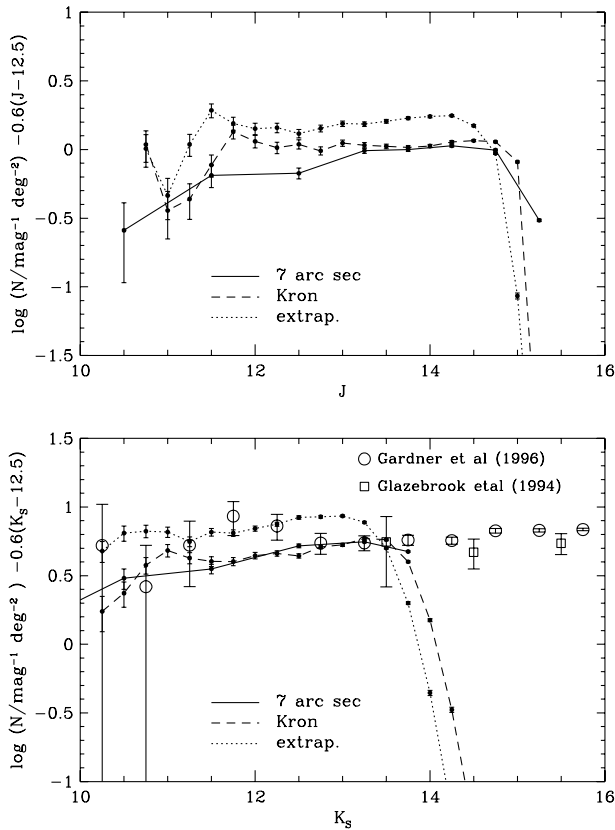 log (N/mag⁻¹ deg⁻²) −0.6(J−12.5)
1
0.5
0
−0.5
−1
−1.5
7 arc sec
Kron
extrap.
10
12
14
16
J
log (N/mag⁻¹ deg⁻² ) −0.6(Kₛ−12.5)
1.5
1
0.5
0
−0.5
−1
Gardner et al (1996)
Glazebrook etal (1994)
7 arc sec
Kron
extrap.
10
11
12
13
14
15
16
Kₛ